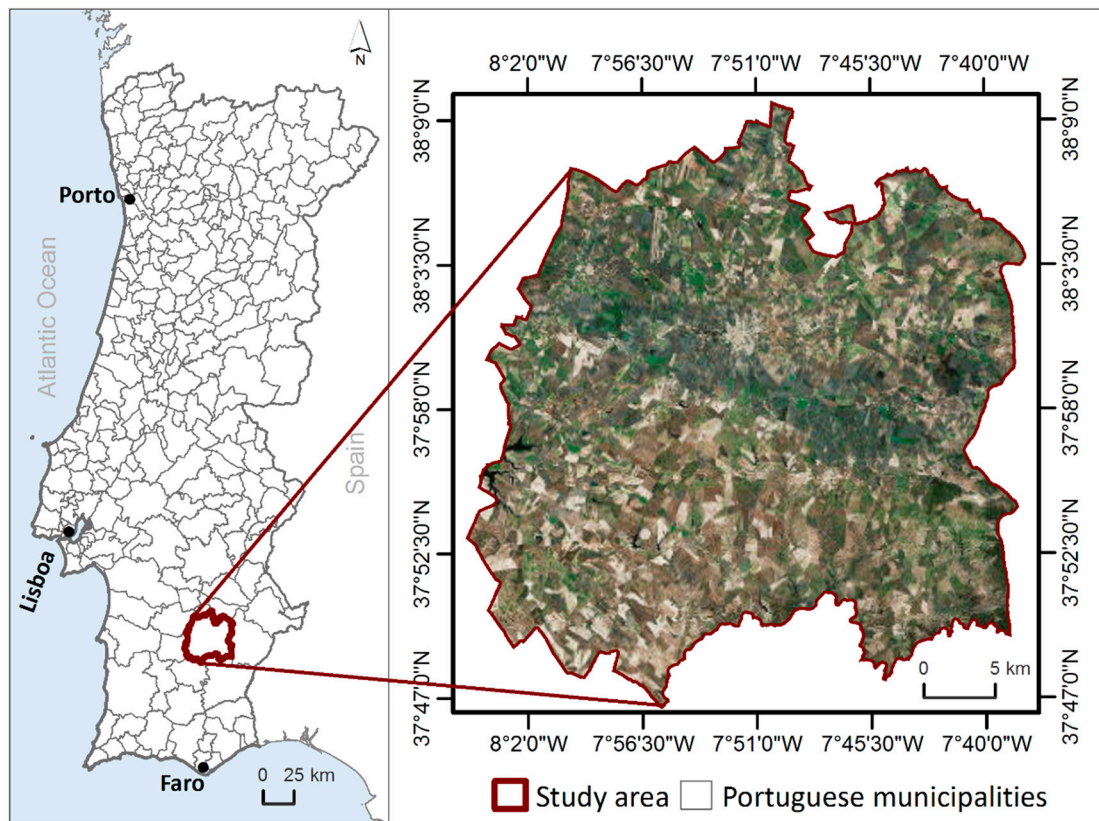 N
Porto
Atlantic Ocean
Spain
Lisboa
Faro
0 25 km
8°2'0"W 7°56'30"W 7°51'0"W 7°45'30"W 7°40'0"W
38°9'0"N
38°3'30"N
37°58'0"N
37°52'30"N
37°47'0"N
38°9'0"N
38°3'30"N
37°58'0"N
37°52'30"N
37°47'0"N
0 5 km
8°2'0"W 7°56'30"W 7°51'0"W 7°45'30"W 7°40'0"W
Study area
Portuguese municipalities